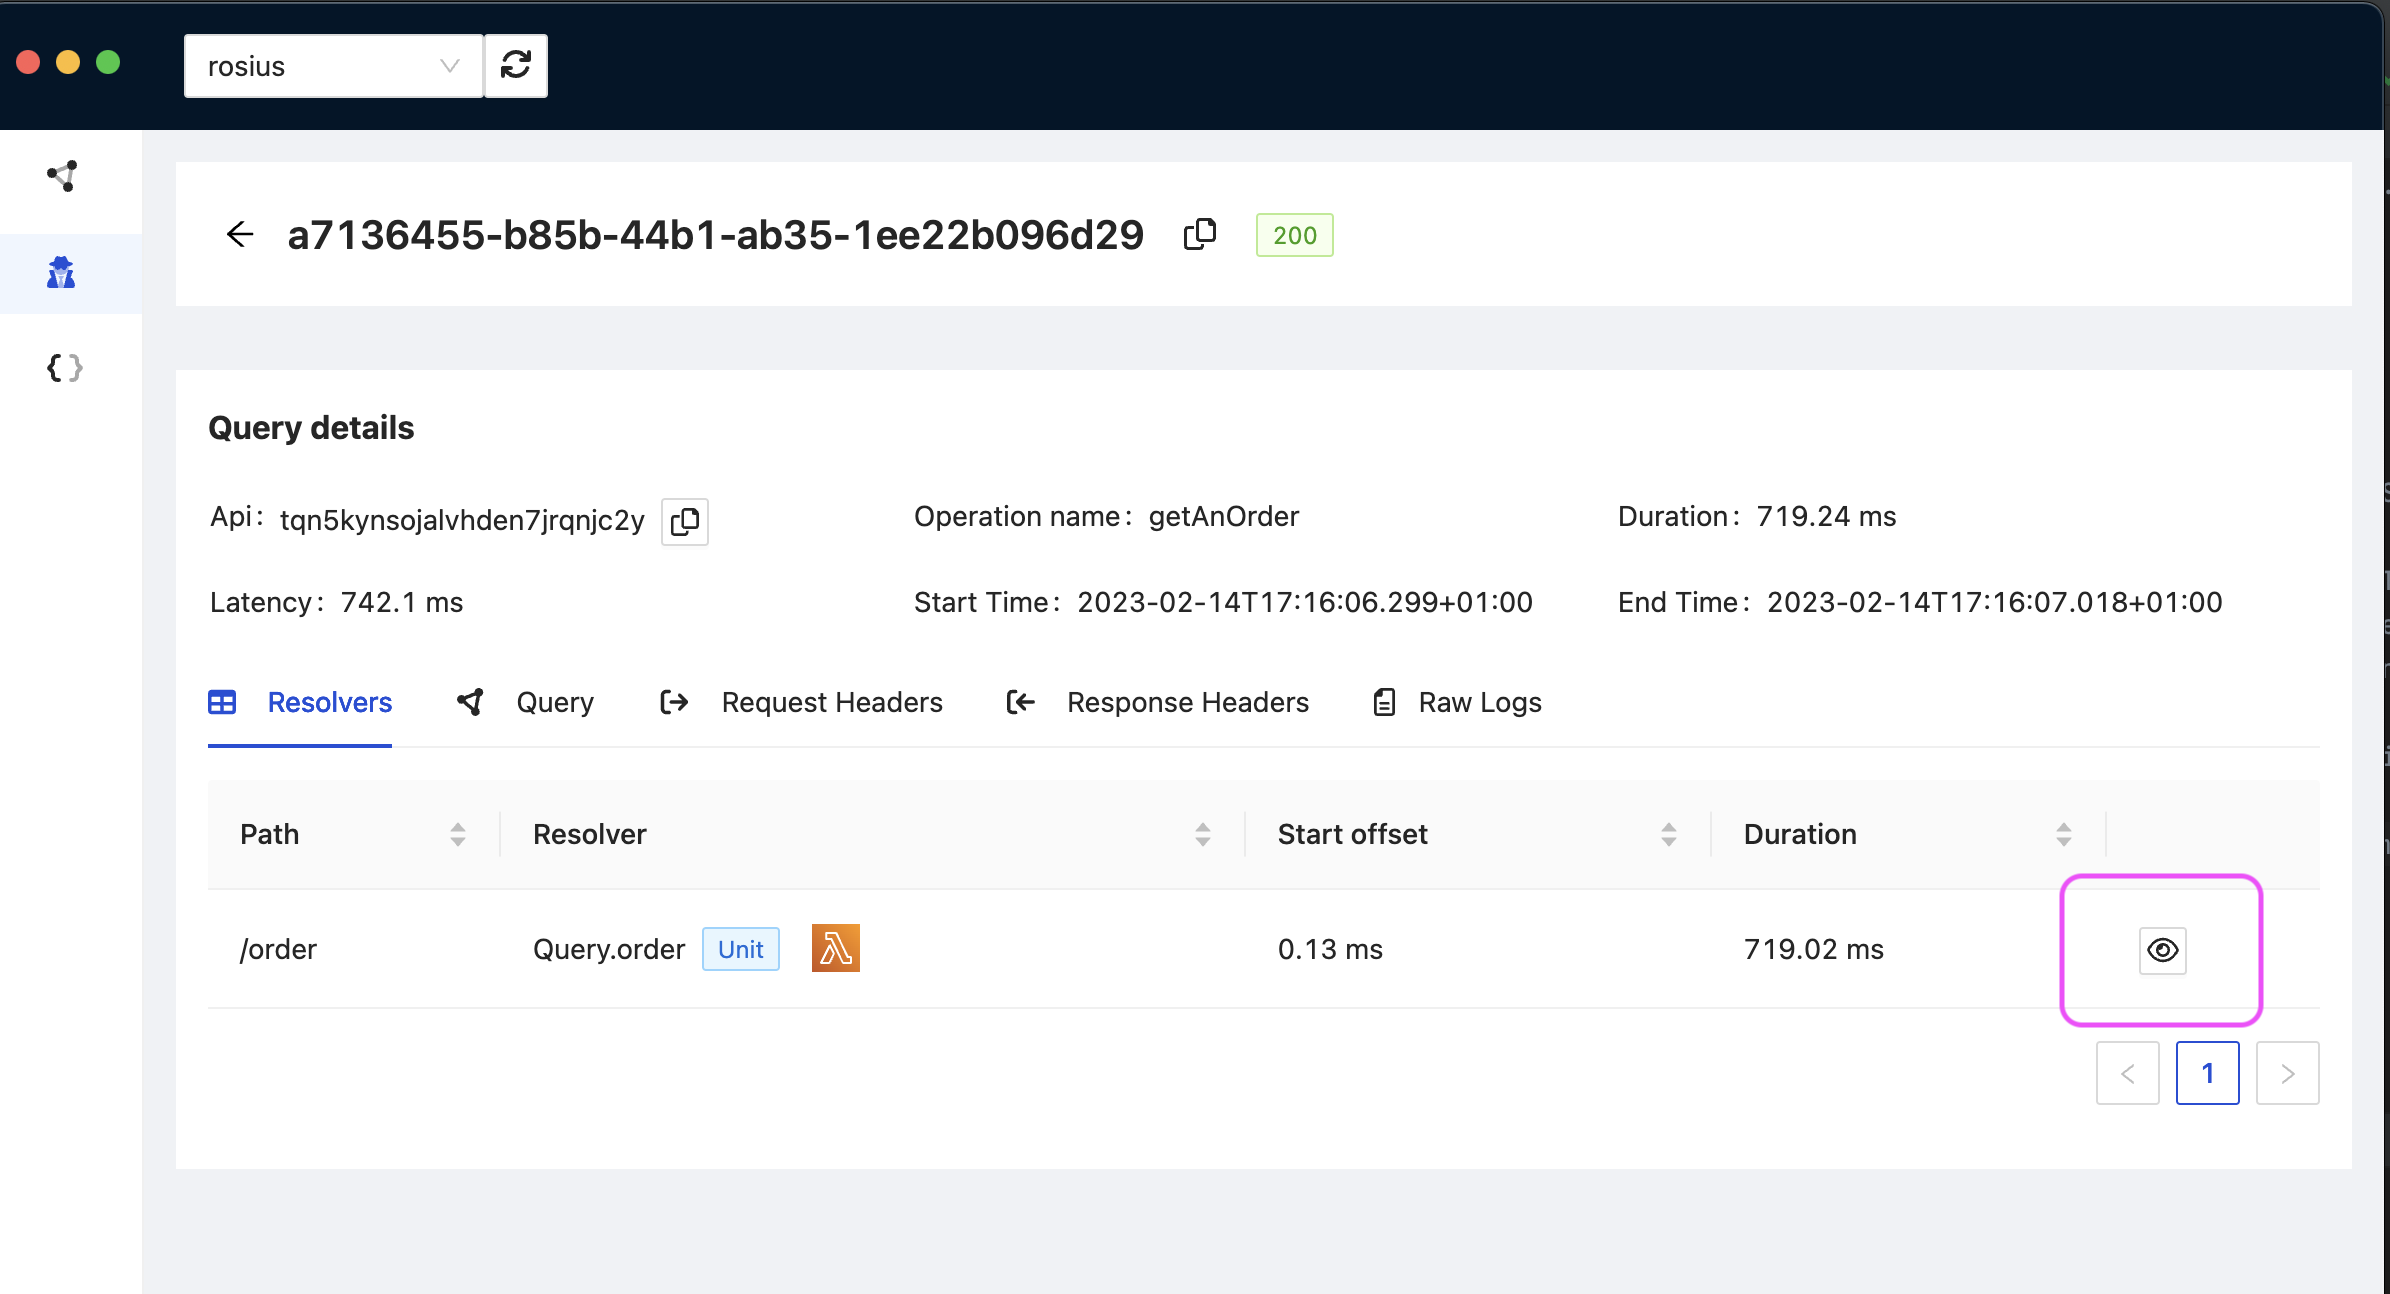 rosius
a7136455-b85b-44b1-ab35-1ee22b096d29 200
Query details
Api: tqn5kynsojalvhden7jrqnjc2y Operation name: getAnOrder Duration: 719.24 ms
Latency: 742.1 ms Start Time: 2023-02-14T17:16:06.299+01:00 End Time: 2023-02-14T17:16:07.018+01:00
Resolvers Query Request Headers Response Headers Raw Logs
Path Resolver Start offset Duration
/order Query.order Unit 0.13 ms 719.02 ms
< 1 >